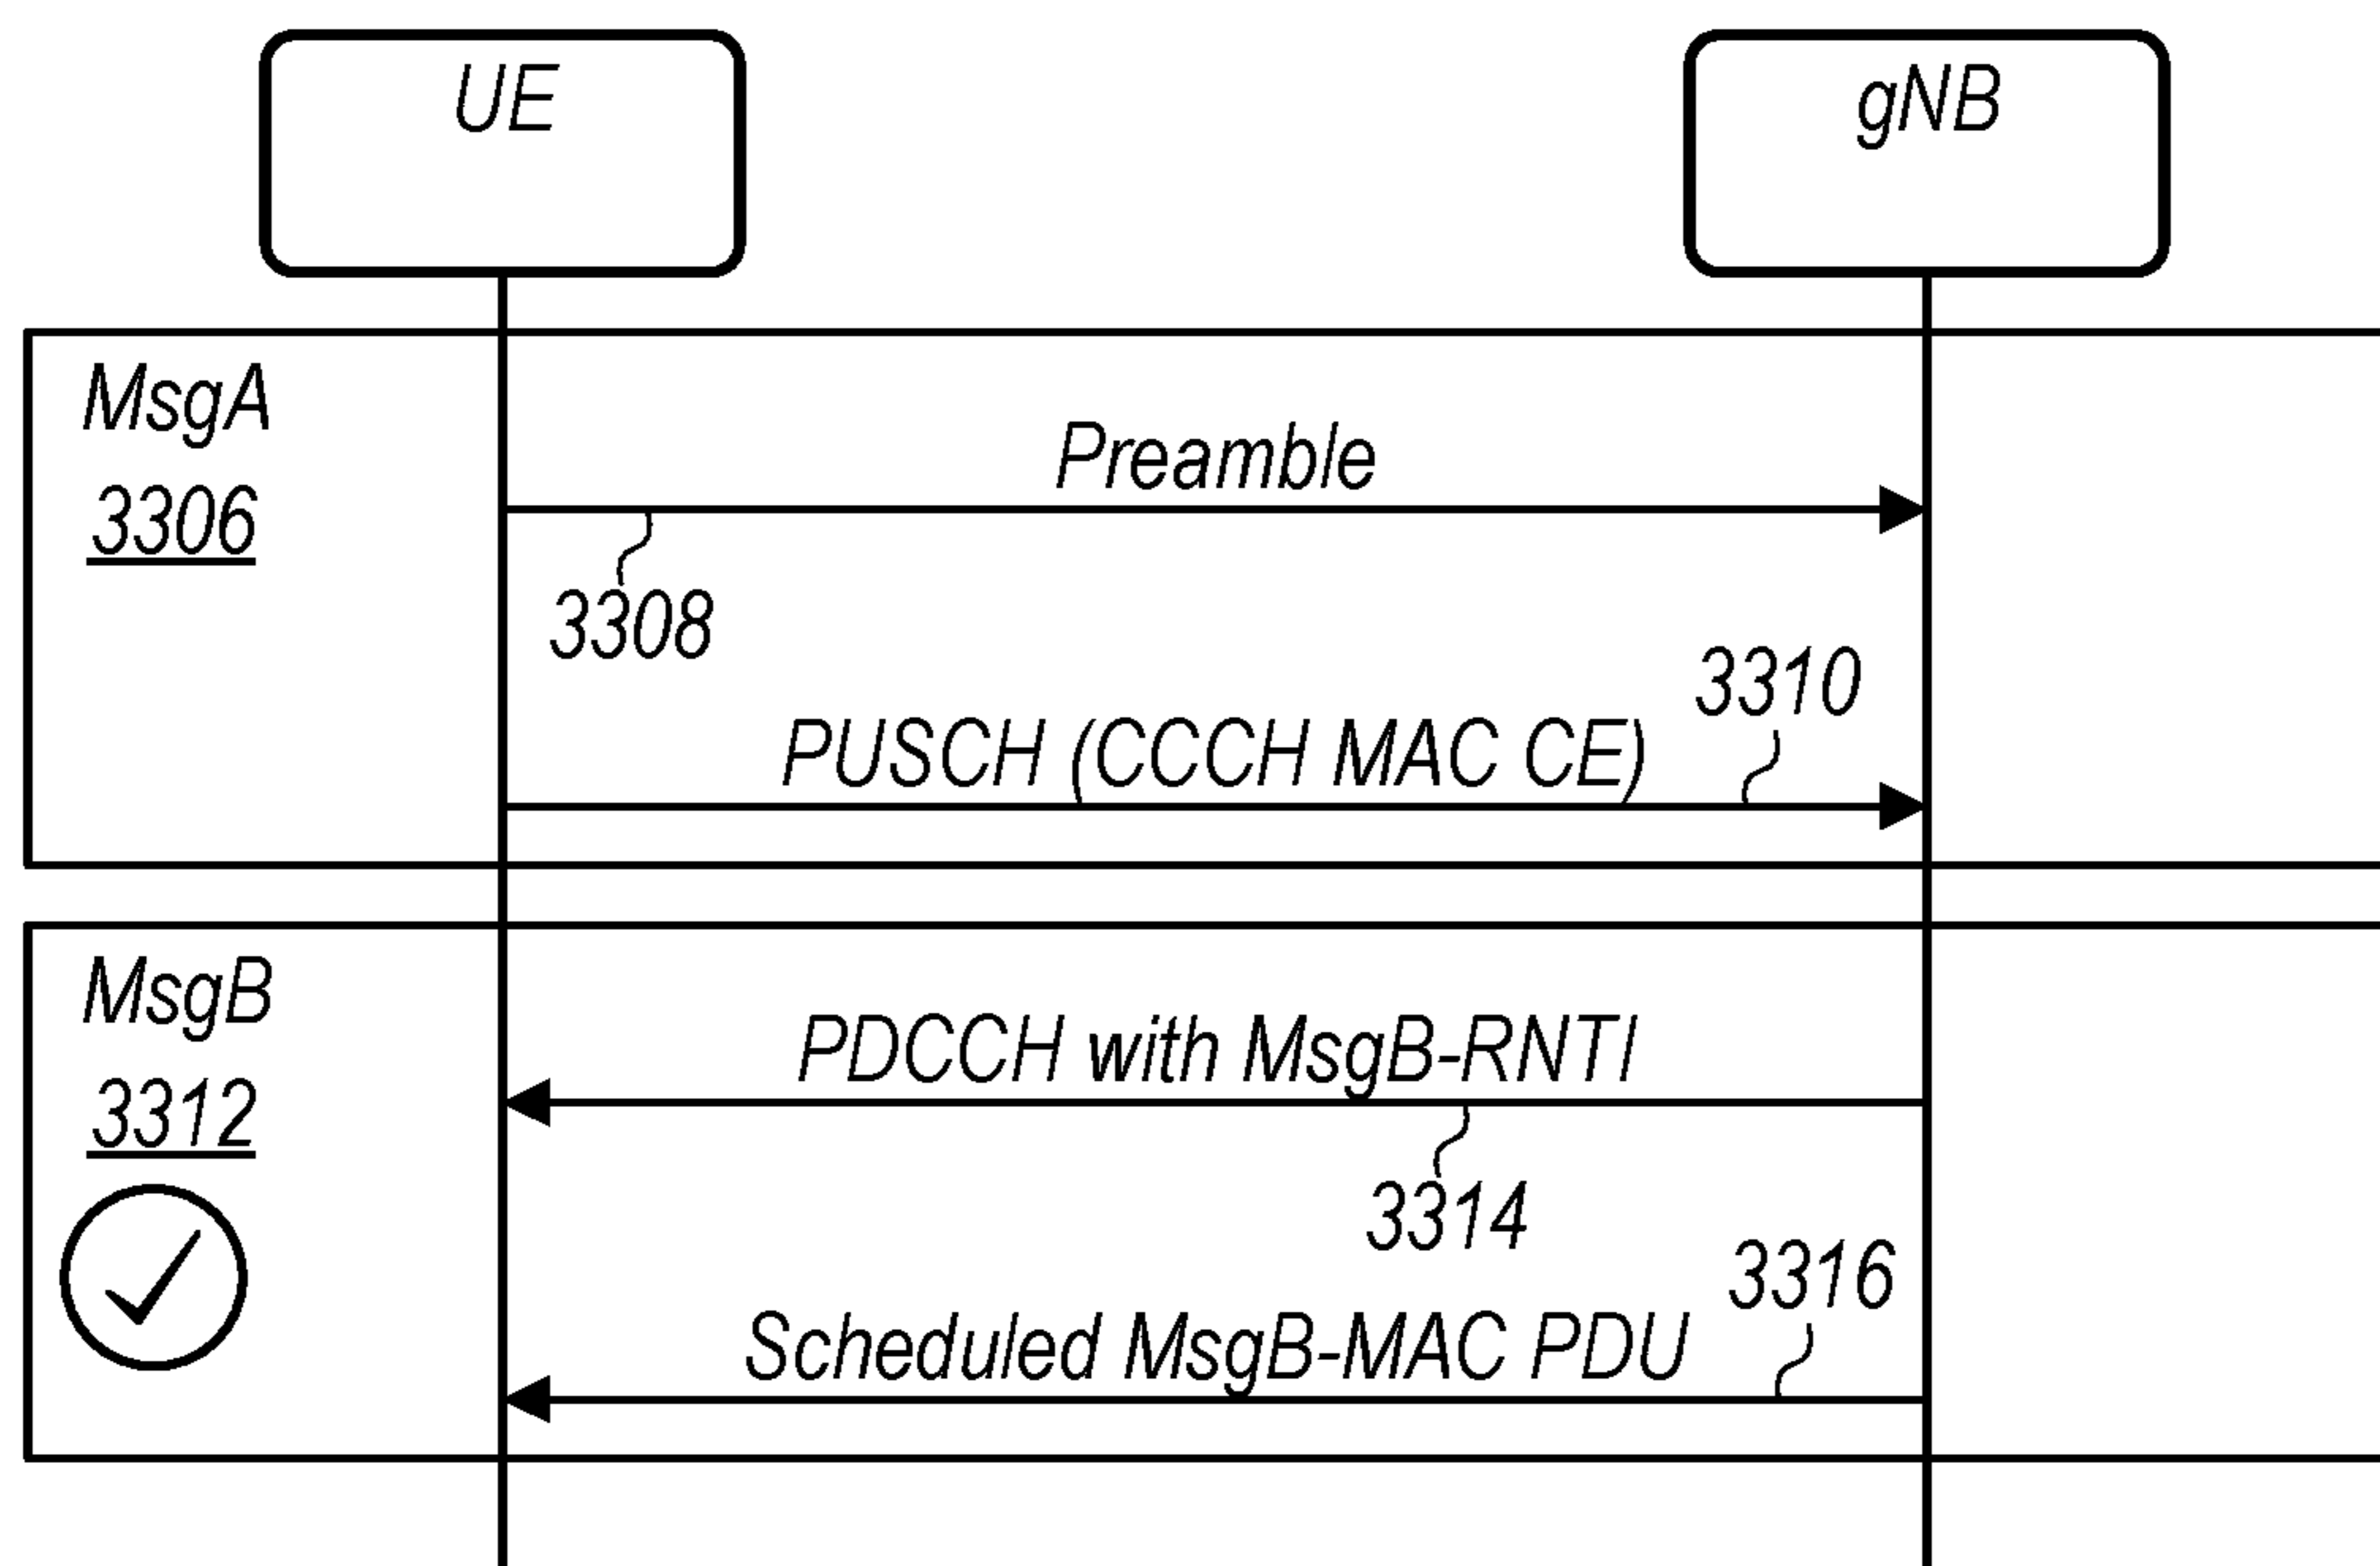 UE
gNB
MsgA
3306
Preamble
3308
3310
PUSCH (CCCH MAC CE)
MsgB
3312
PDCCH with MsgB-RNTI
3314
3316
Scheduled MsgB-MAC PDU